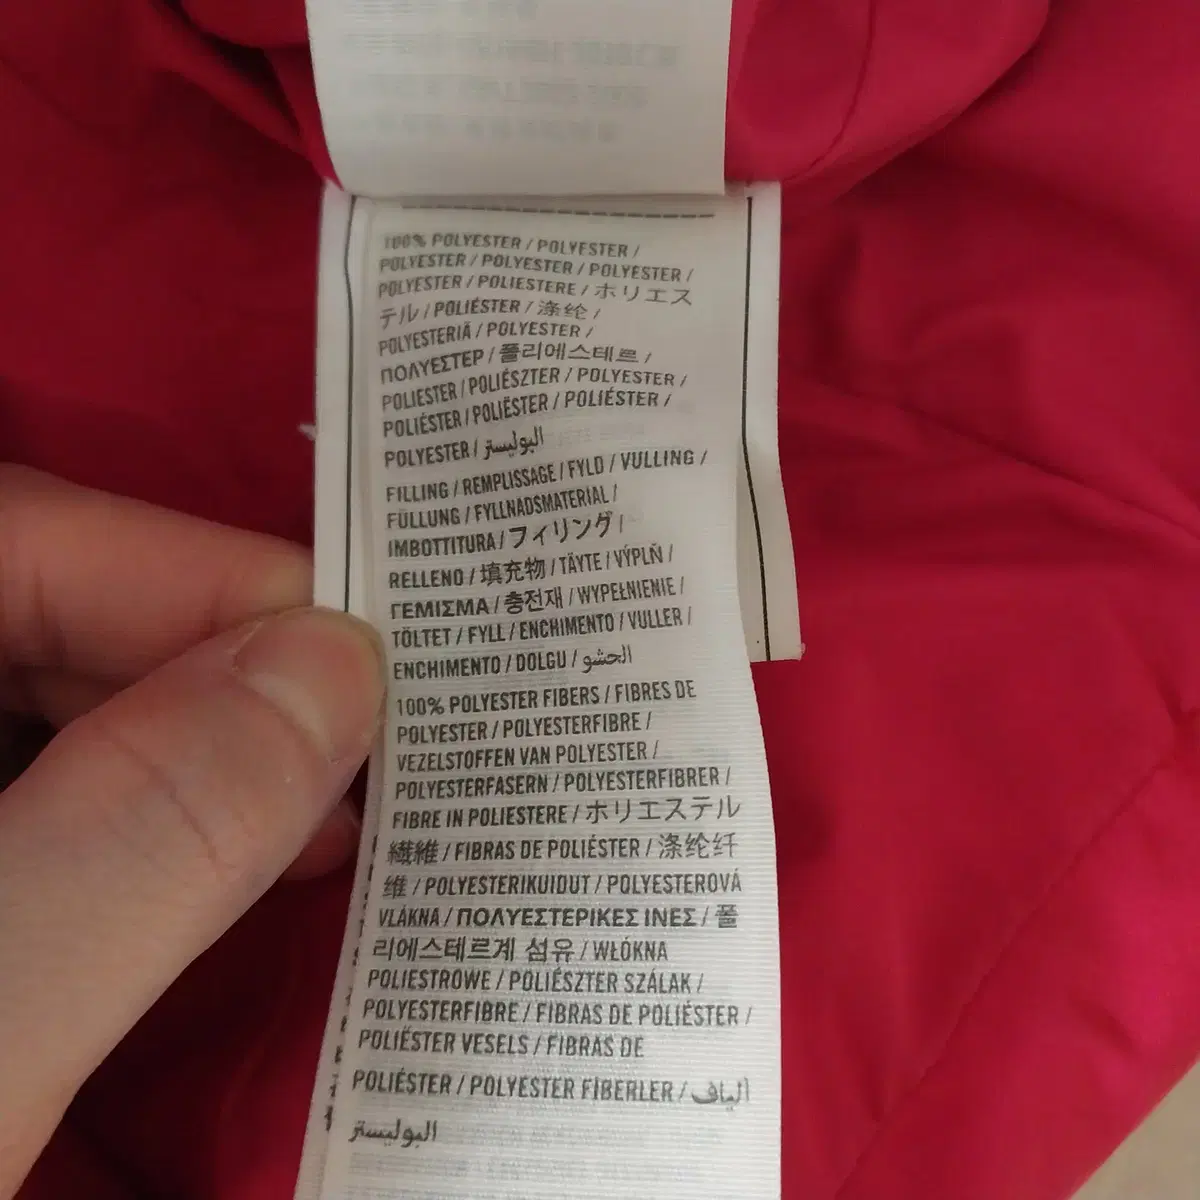 100% POLYESTER / POLYESTER /
POLYESTER / POLYESTER / POLYESTER /
POLYESTER / POLIESTERE / ポリエス
テル / POLIÉSTER / 涤纶 /
POLYESTERIÄ / POLYESTER /
ΠΟΛΥΕΣΤΕΡ / 폴리에스테르 /
POLIESTER / POLIÉSZTER / POLYESTER /
POLIÉSTER / POLIËSTER / POLIÉSTER /
POLYESTER / البوليستر
FILLING / REMPLISSAGE / FYLD / VULLING /
FÜLLUNG / FYLLNADSMATERIAL /
IMBOTTITURA / フィリング /
RELLENO / 填充物 / TÄYTE / VÝPLŇ /
ΓΕΜΙΣΜΑ / 충전재 / WYPEŁNIENIE /
TÖLTET / FYLL / ENCHIMENTO / VULLER /
ENCHIMENTO / DOLGU / الحشو
100% POLYESTER FIBERS / FIBRES DE
POLYESTER / POLYESTERFIBRE /
VEZELSTOFFEN VAN POLYESTER /
POLYESTERFASERN / POLYESTERFIBRER /
FIBRE IN POLIESTERE / ポリエステル
繊維 / FIBRAS DE POLIÉSTER / 涤纶纤
维 / POLYESTERIKUIDUT / POLYESTEROVÁ
VLÁKNA / ΠΟΛΥΕΣΤΕΡΙΚΕΣ ΙΝΕΣ / 폴
리에스테르계 섬유 / WŁÓKNA
POLIESTROWE / POLIÉSZTER SZÁLAK /
POLYESTERFIBRE / FIBRAS DE POLIÉSTER /
POLIËSTER VESELS / FIBRAS DE
POLIÉSTER / POLYESTER FİBERLER / ألياف
البوليستر